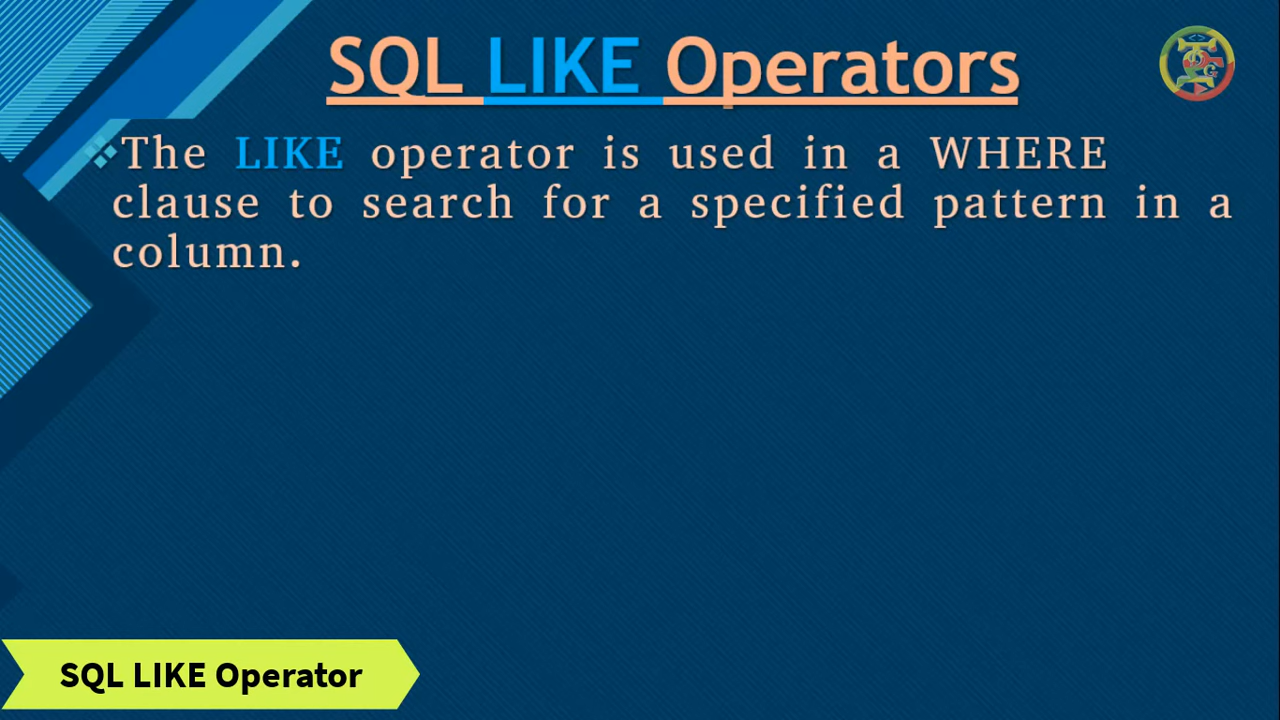 SQL LIKE Operators
The LIKE operator is used in a WHERE
clause to search for a specified pattern in a
column.
SQL LIKE Operator